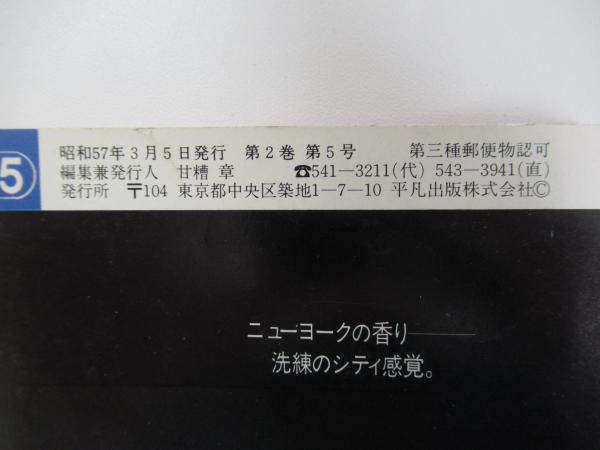 5
昭和57年3月5日発行 第2巻 第5号 第三種郵便物認可
編集兼発行人 甘糟 章 ☎541―3211(代) 543―3941(直)
発行所 〒104 東京都中央区築地1―7―10 平凡出版株式会社©
ニューヨークの香り――
洗練のシティ感覚。